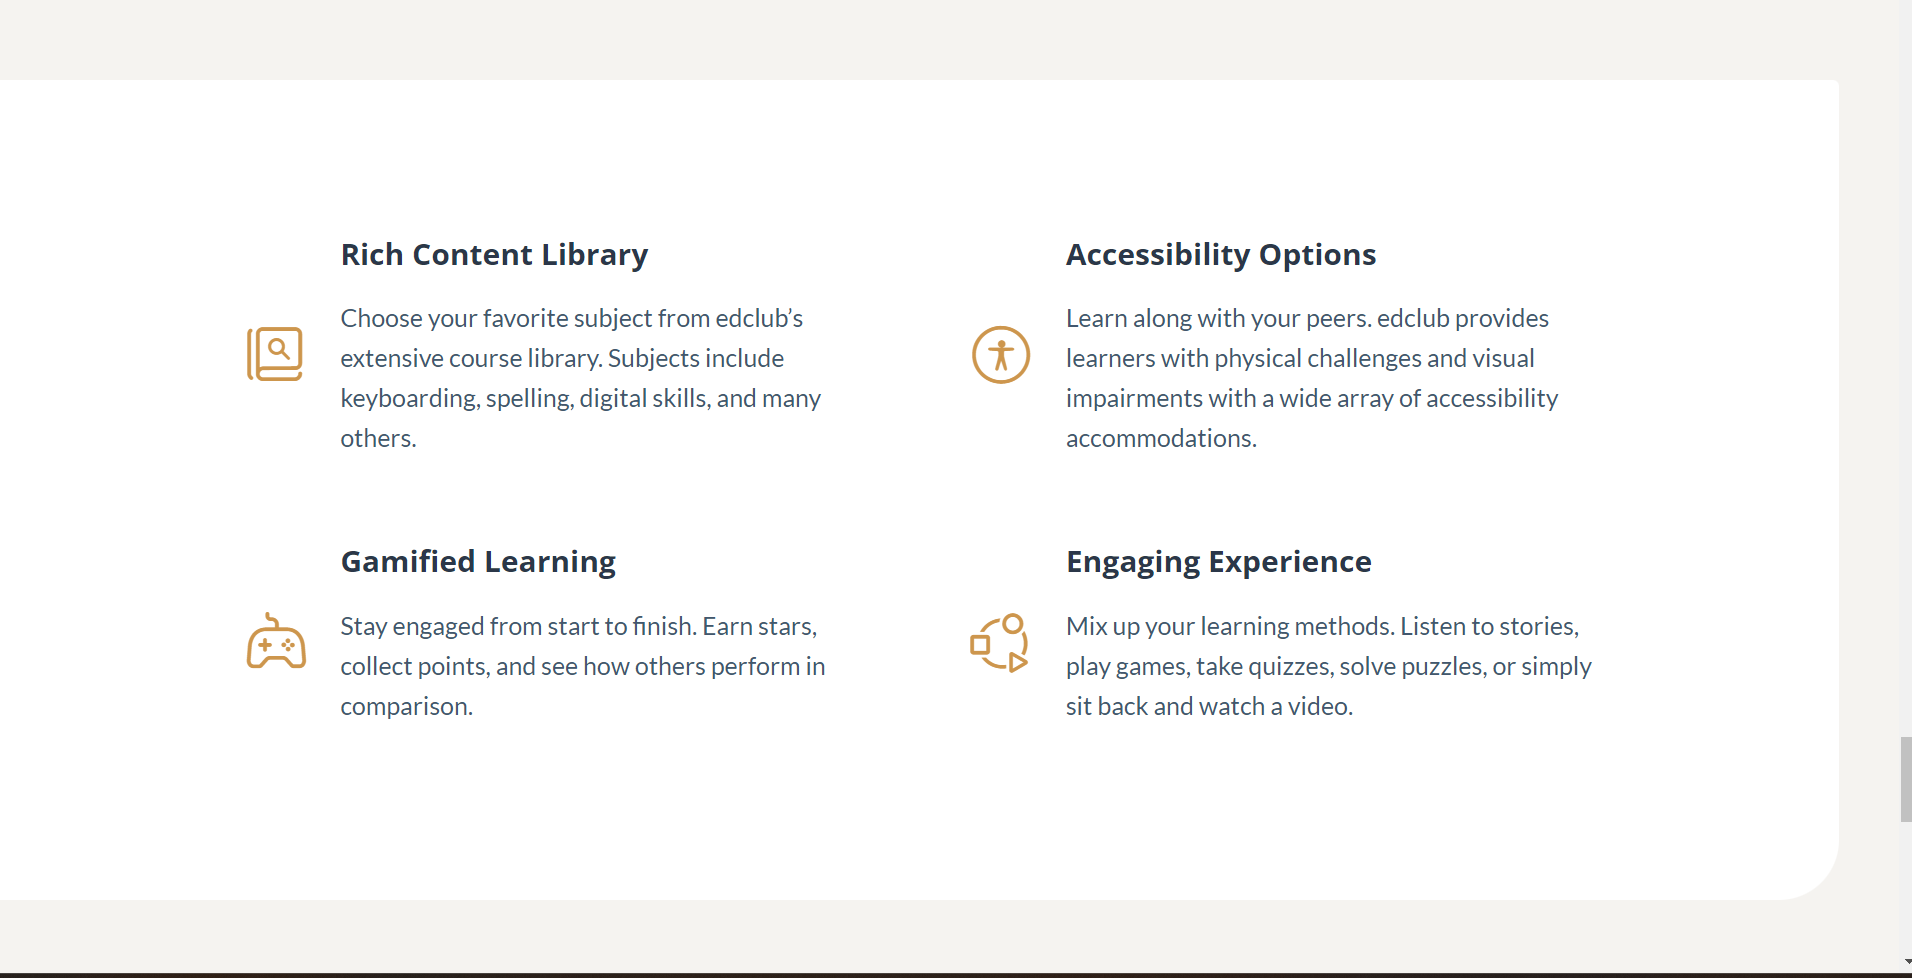 Rich Content Library
Choose your favorite subject from edclub’s
extensive course library. Subjects include
keyboarding, spelling, digital skills, and many
others.
Accessibility Options
Learn along with your peers. edclub provides
learners with physical challenges and visual
impairments with a wide array of accessibility
accommodations.
Gamified Learning
Stay engaged from start to finish. Earn stars,
collect points, and see how others perform in
comparison.
Engaging Experience
Mix up your learning methods. Listen to stories,
play games, take quizzes, solve puzzles, or simply
sit back and watch a video.